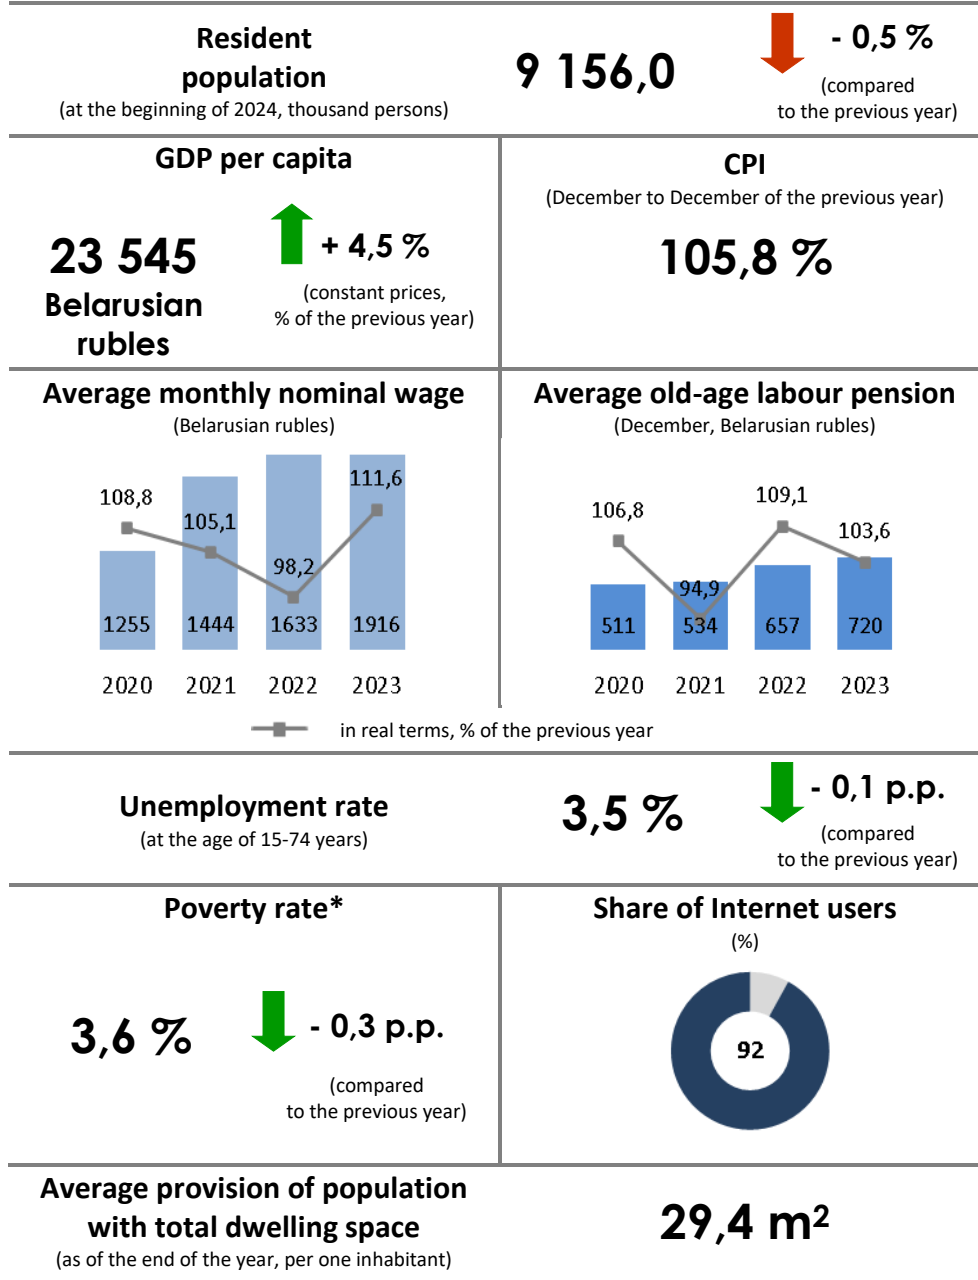 Resident
population
(at the beginning of 2024, thousand persons)
9 156,0
- 0,5 %
(compared
to the previous year)
GDP per capita
23 545
Belarusian
rubles
+ 4,5 %
(constant prices,
% of the previous year)
CPI
(December to December of the previous year)
105,8 %
Average monthly nominal wage
(Belarusian rubles)
108,8
105,1
98,2
111,6
1255
1444
1633
1916
2020
2021
2022
2023
Average old-age labour pension
(December, Belarusian rubles)
106,8
94,9
109,1
103,6
511
534
657
720
2020
2021
2022
2023
in real terms, % of the previous year
Unemployment rate
(at the age of 15-74 years)
3,5 %
- 0,1 p.p.
(compared
to the previous year)
Poverty rate*
3,6 %
- 0,3 p.p.
(compared
to the previous year)
Share of Internet users
(%)
92
Average provision of population
with total dwelling space
(as of the end of the year, per one inhabitant)
29,4 m²